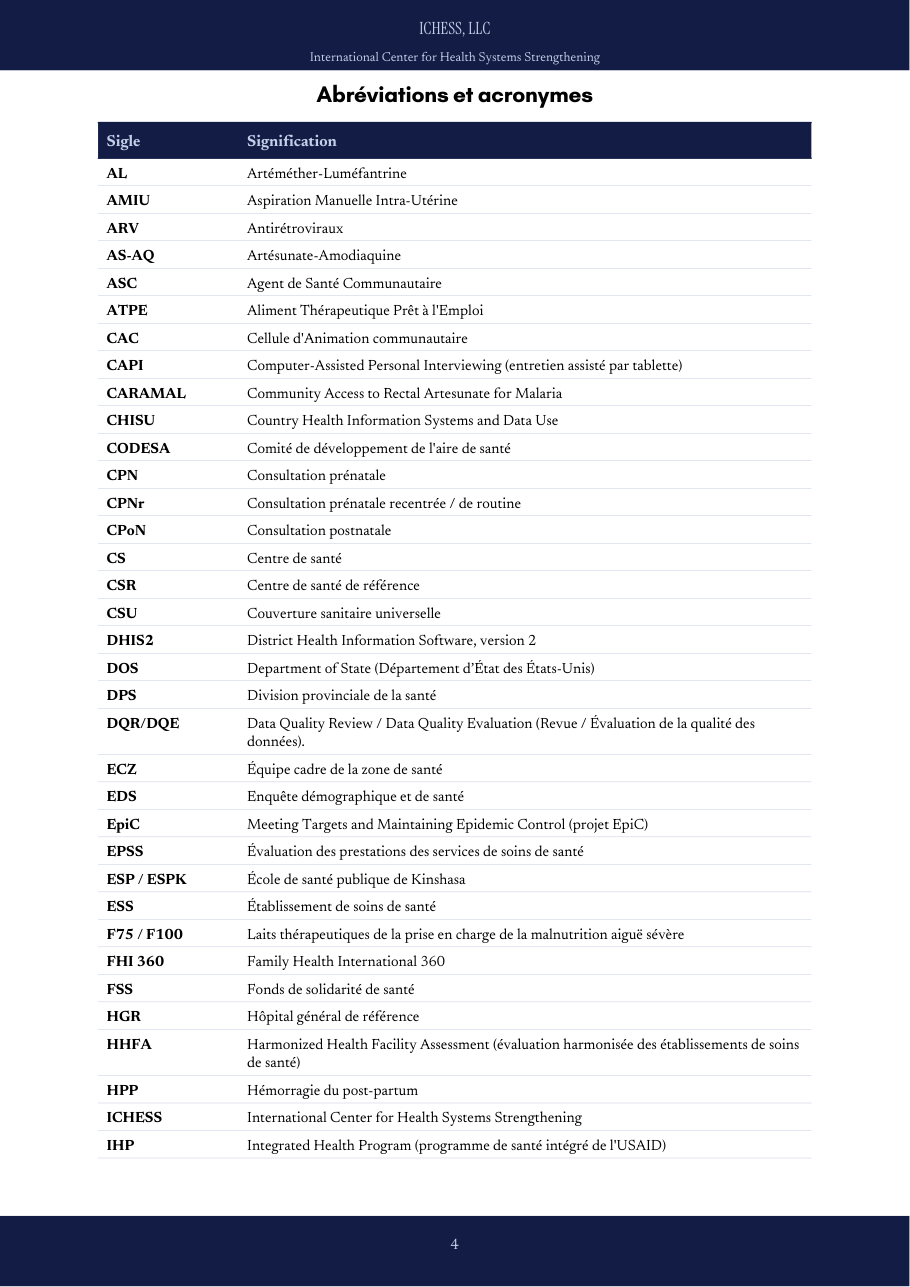 ICHESS, LLC
International Center for Health Systems Strengthening
Abréviations et acronymes
Sigle Signification
AL Artéméther-Luméfantrine
AMIU Aspiration Manuelle Intra-Utérine
ARV Antirétroviraux
AS-AQ Artésunate-Amodiaquine
ASC Agent de Santé Communautaire
ATPE Aliment Thérapeutique Prêt à l'Emploi
CAC Cellule d'Animation communautaire
CAPI Computer-Assisted Personal Interviewing (entretien assisté par tablette)
CARAMAL Community Access to Rectal Artesunate for Malaria
CHISU Country Health Information Systems and Data Use
CODESA Comité de développement de l'aire de santé
CPN Consultation prénatale
CPNr Consultation prénatale recentrée / de routine
CPoN Consultation postnatale
CS Centre de santé
CSR Centre de santé de référence
CSU Couverture sanitaire universelle
DHIS2 District Health Information Software, version 2
DOS Department of State (Département d’État des États-Unis)
DPS Division provinciale de la santé
DQR/DQE Data Quality Review / Data Quality Evaluation (Revue / Évaluation de la qualité des
données).
ECZ Équipe cadre de la zone de santé
EDS Enquête démographique et de santé
EpiC Meeting Targets and Maintaining Epidemic Control (projet EpiC)
EPSS Évaluation des prestations des services de soins de santé
ESP / ESPK École de santé publique de Kinshasa
ESS Établissement de soins de santé
F75 / F100 Laits thérapeutiques de la prise en charge de la malnutrition aiguë sévère
FHI 360 Family Health International 360
FSS Fonds de solidarité de santé
HGR Hôpital général de référence
HHFA Harmonized Health Facility Assessment (évaluation harmonisée des établissements de soins
de santé)
HPP Hémorragie du post-partum
ICHESS International Center for Health Systems Strengthening
IHP Integrated Health Program (programme de santé intégré de l'USAID)
4